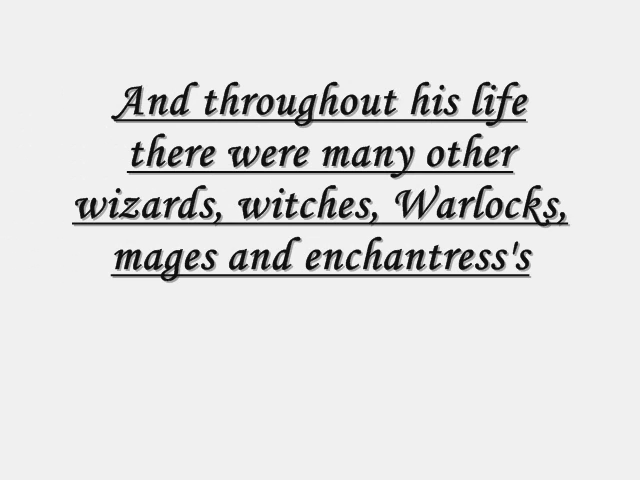 And throughout his life
there were many other
wizards, witches, Warlocks,
mages and enchantress's